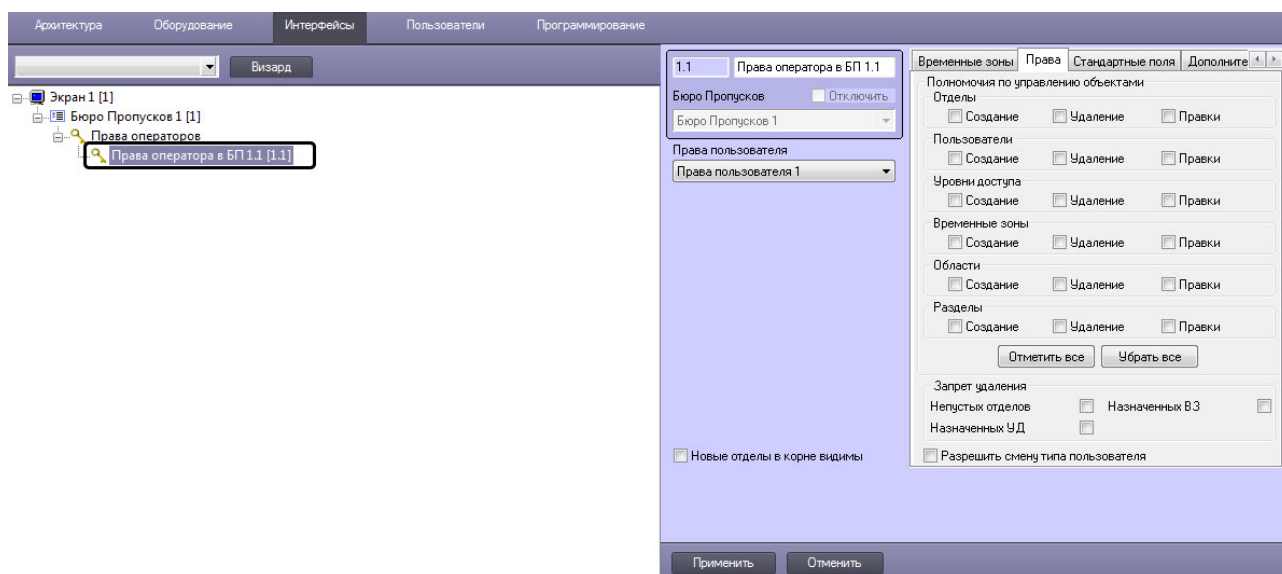 Архитектура Оборудование Интерфейсы Пользователи Программирование
Визард
Экран 1 [1]
Бюро Пропусков 1 [1]
Права операторов
Права оператора в БП 1.1 [1.1]
1.1 Права оператора в БП 1.1
Бюро Пропусков Отключить
Бюро Пропусков 1
Права пользователя
Права пользователя 1
Новые отделы в корне видимы
Временные зоны Права Стандартные поля Дополните
Полномочия по управлению объектами
Отделы
Создание Удаление Правки
Пользователи
Создание Удаление Правки
Уровни доступа
Создание Удаление Правки
Временные зоны
Создание Удаление Правки
Области
Создание Удаление Правки
Разделы
Создание Удаление Правки
Отметить все Убрать все
Запрет удаления
Непустых отделов Назначенных ВЗ
Назначенных УД
Разрешить смену типа пользователя
Применить Отменить